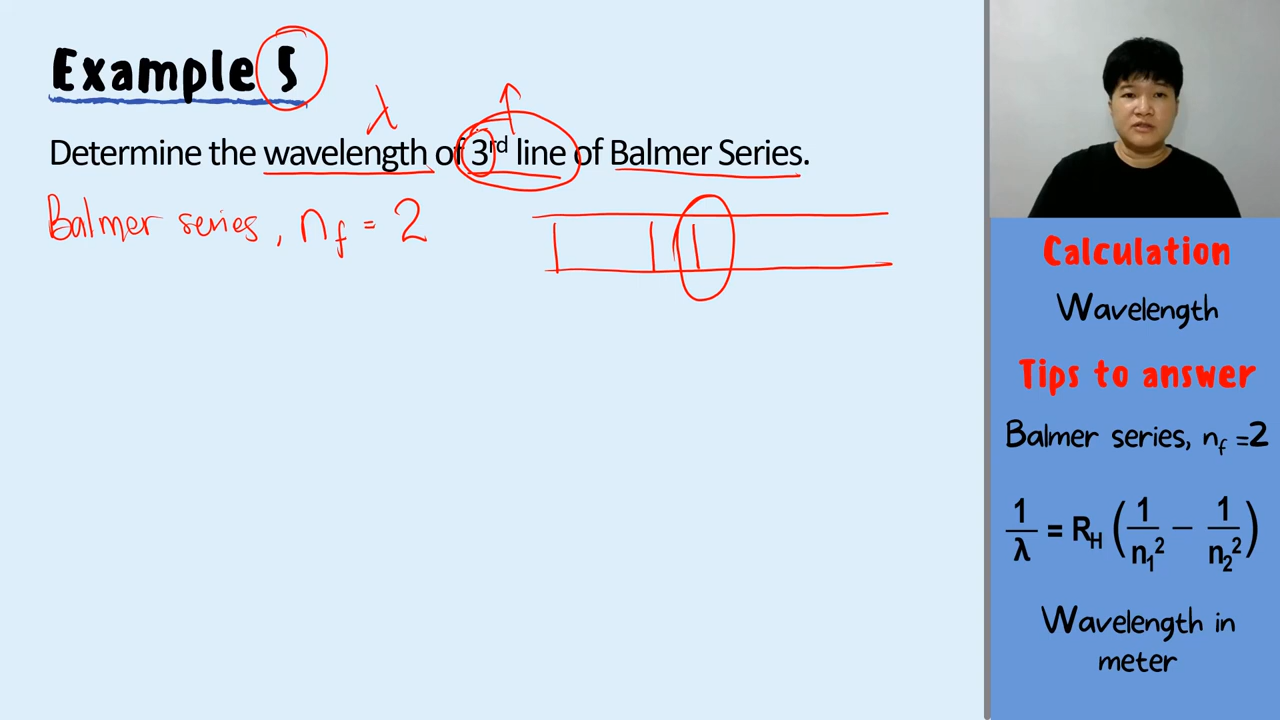 Example 5
λ
Determine the wavelength of 3rd line of Balmer Series.
Balmer series, nf = 2
Calculation
Wavelength
Tips to answer
Balmer series, nf =2
1/λ = RH (1/n1² − 1/n2²)
Wavelength in
meter